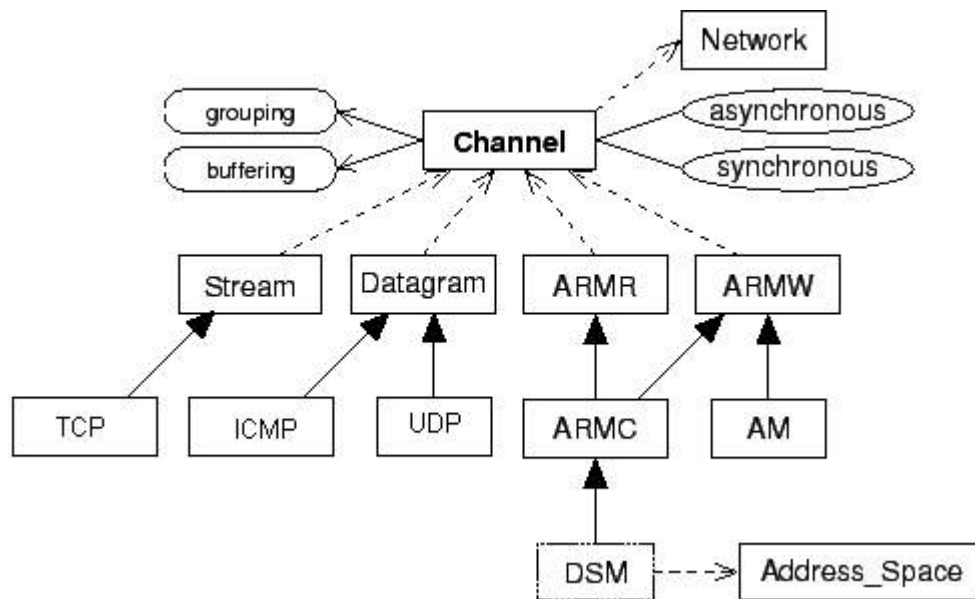 Network
grouping
asynchronous
Channel
buffering
synchronous
Stream
Datagram
ARMR
ARMW
TCP
ICMP
UDP
ARMC
AM
DSM
Address_Space